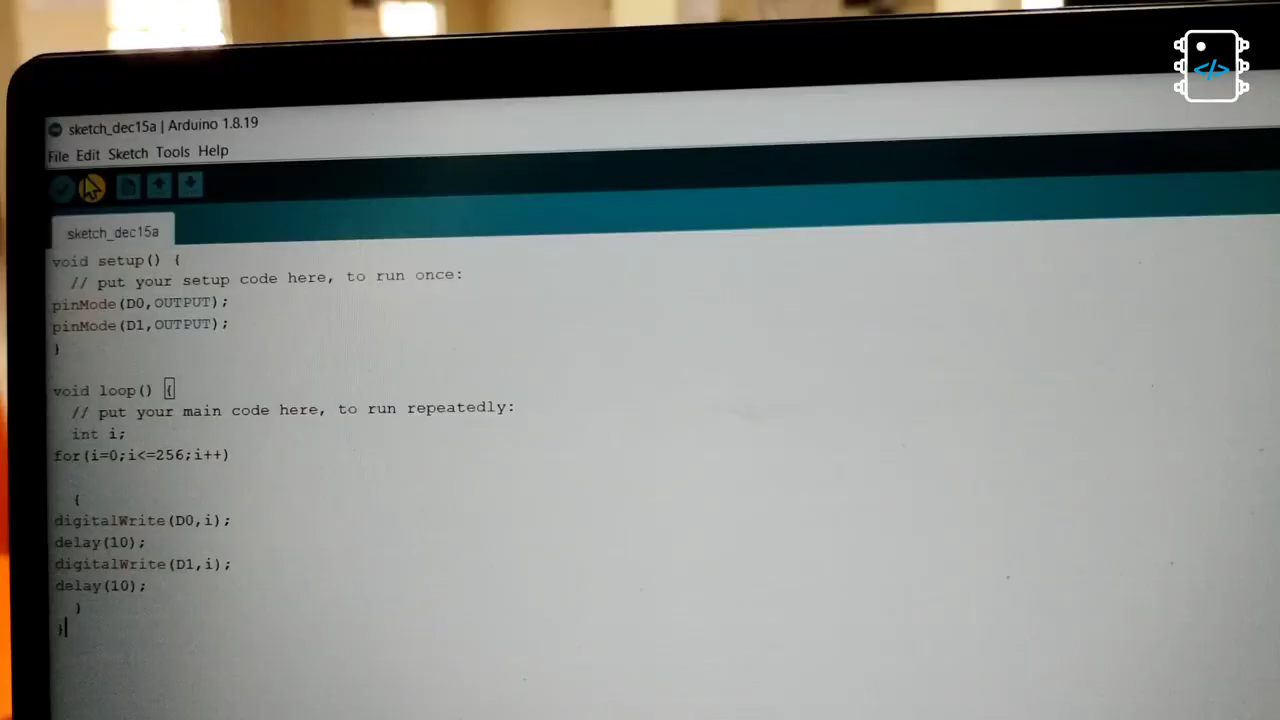 </>
sketch_dec15a | Arduino 1.8.19
File Edit Sketch Tools Help
sketch_dec15a
void setup() {
// put your setup code here, to run once:
pinMode(D0,OUTPUT);
pinMode(D1,OUTPUT);
}
void loop() {
// put your main code here, to run repeatedly:
int i;
for(i=0;i<=256;i++)
{
digitalWrite(D0,i);
delay(10);
digitalWrite(D1,i);
delay(10);
}
}